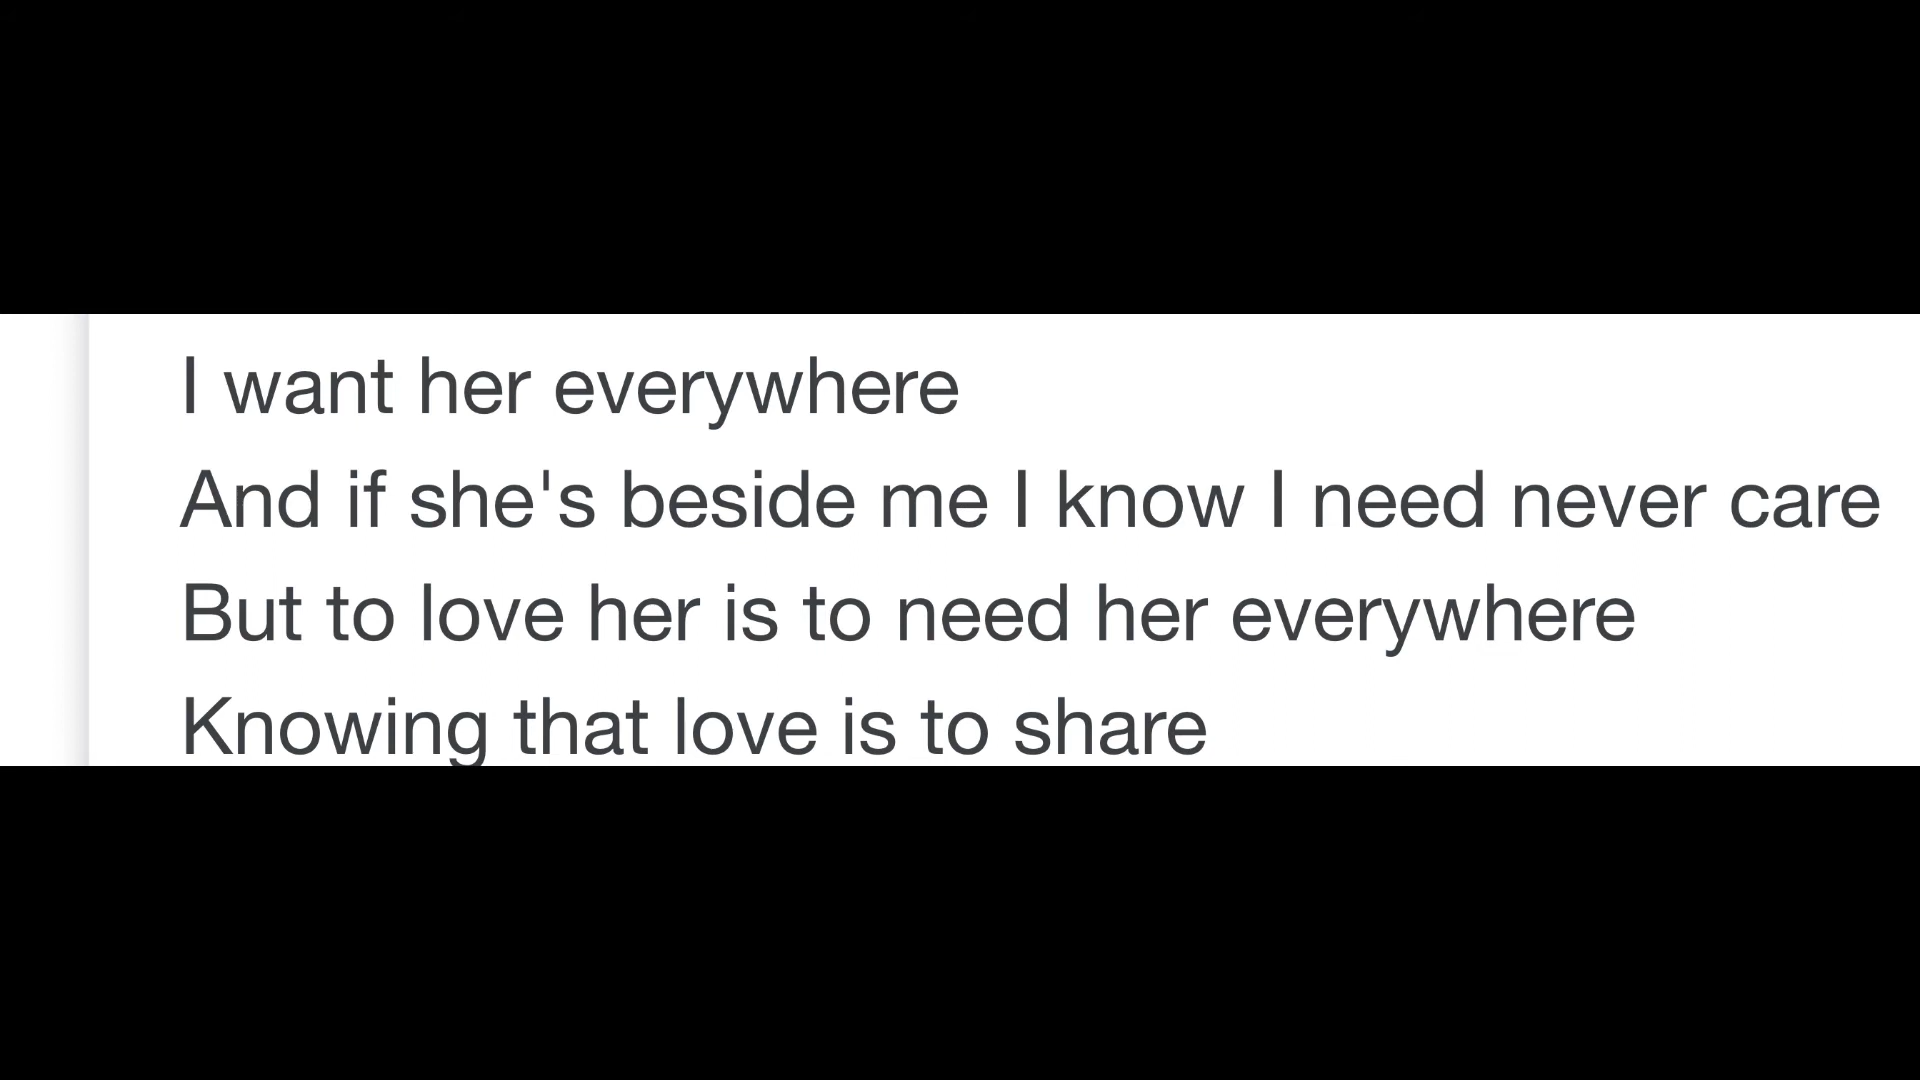 I want her everywhere
And if she's beside me I know I need never care
But to love her is to need her everywhere
Knowing that love is to share